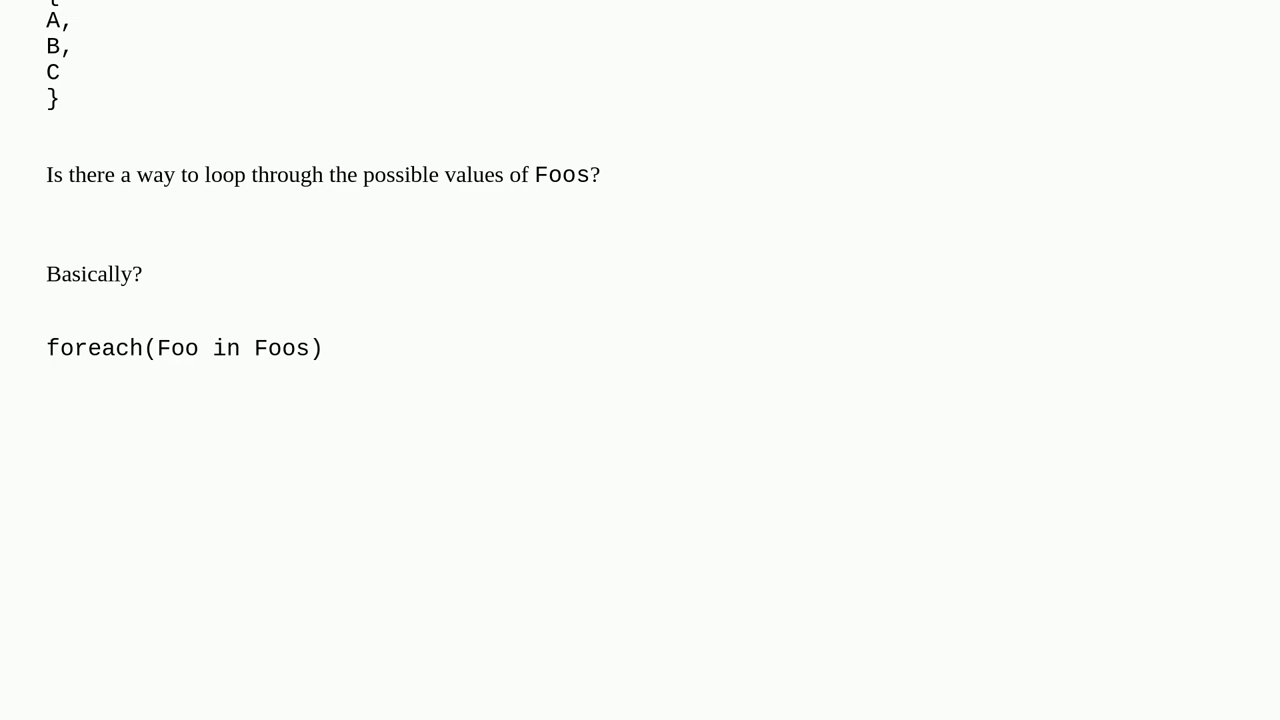 {
A,
B,
C
}
Is there a way to loop through the possible values of Foos?
Basically?
foreach(Foo in Foos)